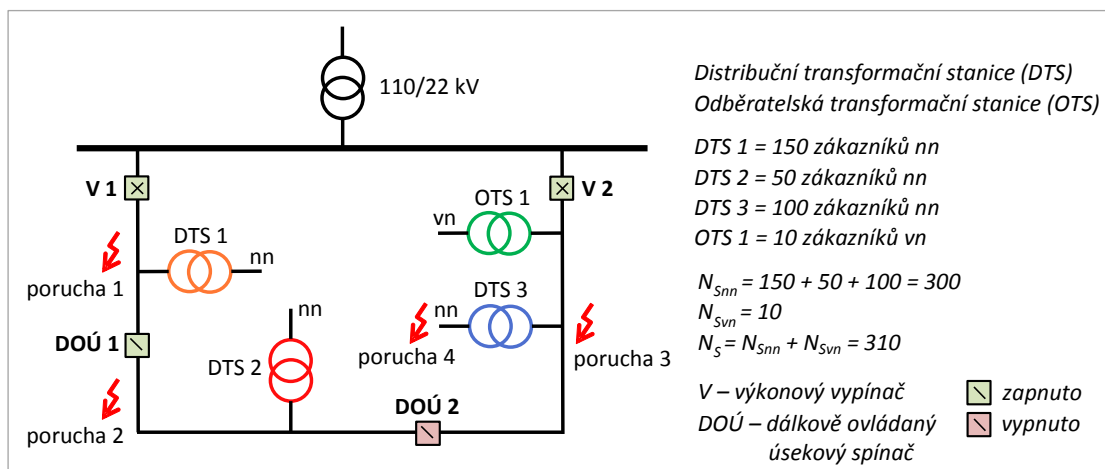 110/22 kV
V 1
V 2
OTS 1
vn
DTS 1
nn
porucha 1
DOÚ 1
porucha 2
nn
DTS 2
DOÚ 2
DTS 3
nn
porucha 4
porucha 3
Distribuční transformační stanice (DTS)
Odběratelská transformační stanice (OTS)
DTS 1 = 150 zákazníků nn
DTS 2 = 50 zákazníků nn
DTS 3 = 100 zákazníků nn
OTS 1 = 10 zákazníků vn
N_Snn = 150 + 50 + 100 = 300
N_Svn = 10
N_S = N_Snn + N_Svn = 310
V – výkonový vypínač
zapnuto
DOÚ – dálkově ovládaný
úsekový spínač
vypnuto